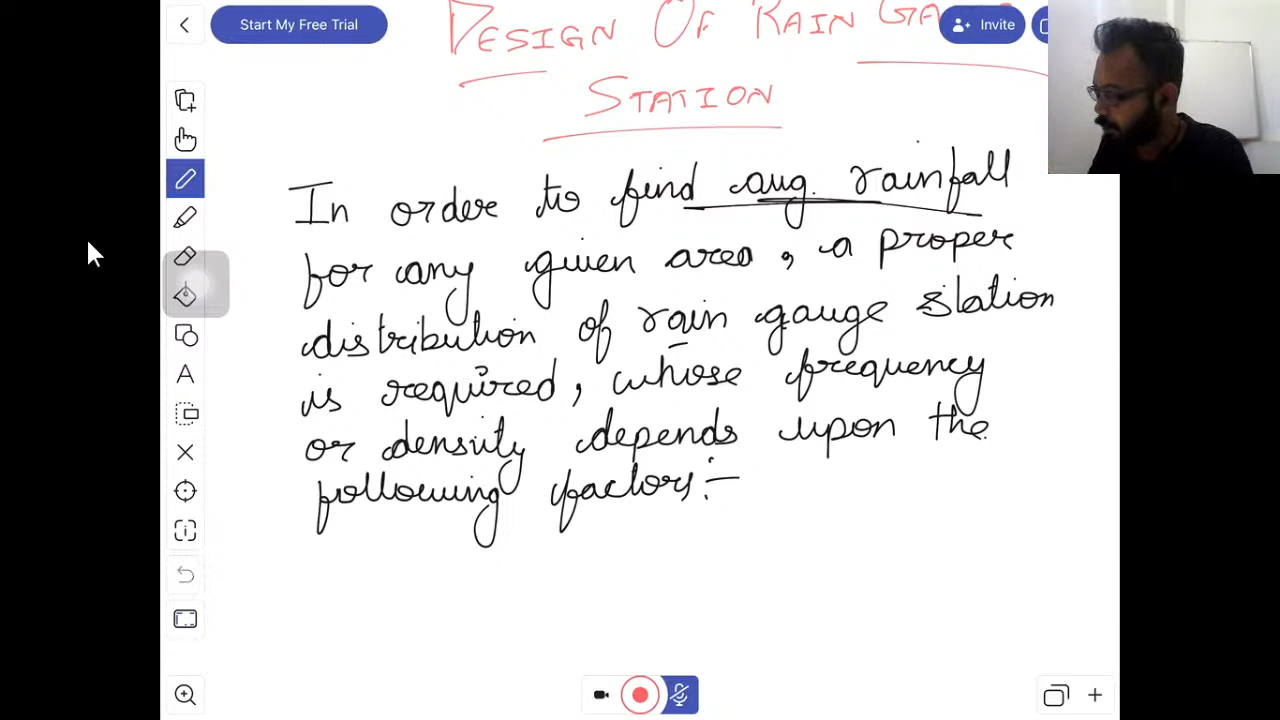 Start My Free Trial
DESIGN OF RAIN GA
Invite
STATION
In order to find avg. rainfall
for any given area, a proper
distribution of rain gauge station
is required, whose frequency
or density depends upon the
following factors:-
A